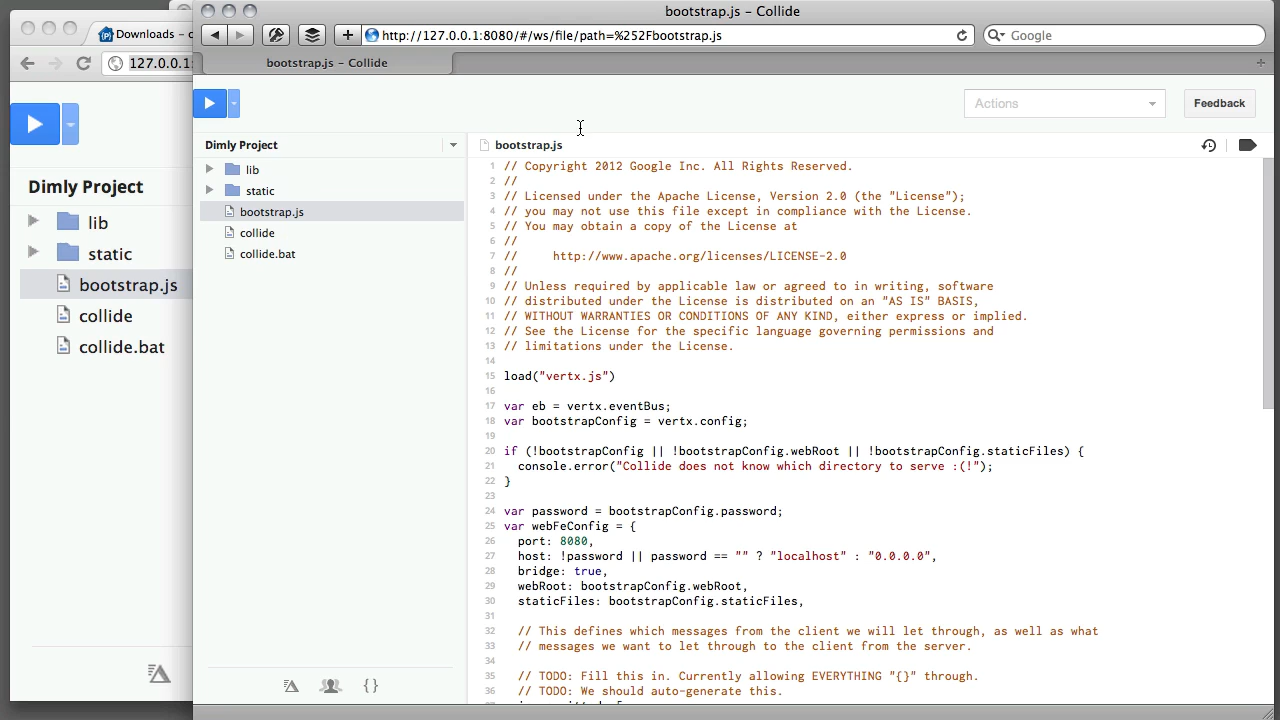 bootstrap.js – Collide
Downloads – c
127.0.0.1:
http://127.0.0.1:8080/#/ws/file/path=%252Fbootstrap.js
Google
bootstrap.js – Collide
Actions
Feedback
Dimly Project
lib
static
bootstrap.js
collide
collide.bat
Dimly Project
lib
static
bootstrap.js
collide
collide.bat
{}
bootstrap.js
1 // Copyright 2012 Google Inc. All Rights Reserved.
2 //
3 // Licensed under the Apache License, Version 2.0 (the "License");
4 // you may not use this file except in compliance with the License.
5 // You may obtain a copy of the License at
6 //
7 //     http://www.apache.org/licenses/LICENSE-2.0
8 //
9 // Unless required by applicable law or agreed to in writing, software
10 // distributed under the License is distributed on an "AS IS" BASIS,
11 // WITHOUT WARRANTIES OR CONDITIONS OF ANY KIND, either express or implied.
12 // See the License for the specific language governing permissions and
13 // limitations under the License.
14
15 load("vertx.js")
16
17 var eb = vertx.eventBus;
18 var bootstrapConfig = vertx.config;
19
20 if (!bootstrapConfig || !bootstrapConfig.webRoot || !bootstrapConfig.staticFiles) {
21   console.error("Collide does not know which directory to serve :(!");
22 }
23
24 var password = bootstrapConfig.password;
25 var webFeConfig = {
26   port: 8080,
27   host: !password || password == "" ? "localhost" : "0.0.0.0",
28   bridge: true,
29   webRoot: bootstrapConfig.webRoot,
30   staticFiles: bootstrapConfig.staticFiles,
31
32   // This defines which messages from the client we will let through, as well as what
33   // messages we want to let through to the client from the server.
34
35   // TODO: Fill this in. Currently allowing EVERYTHING "{}" through.
36   // TODO: We should auto-generate this.